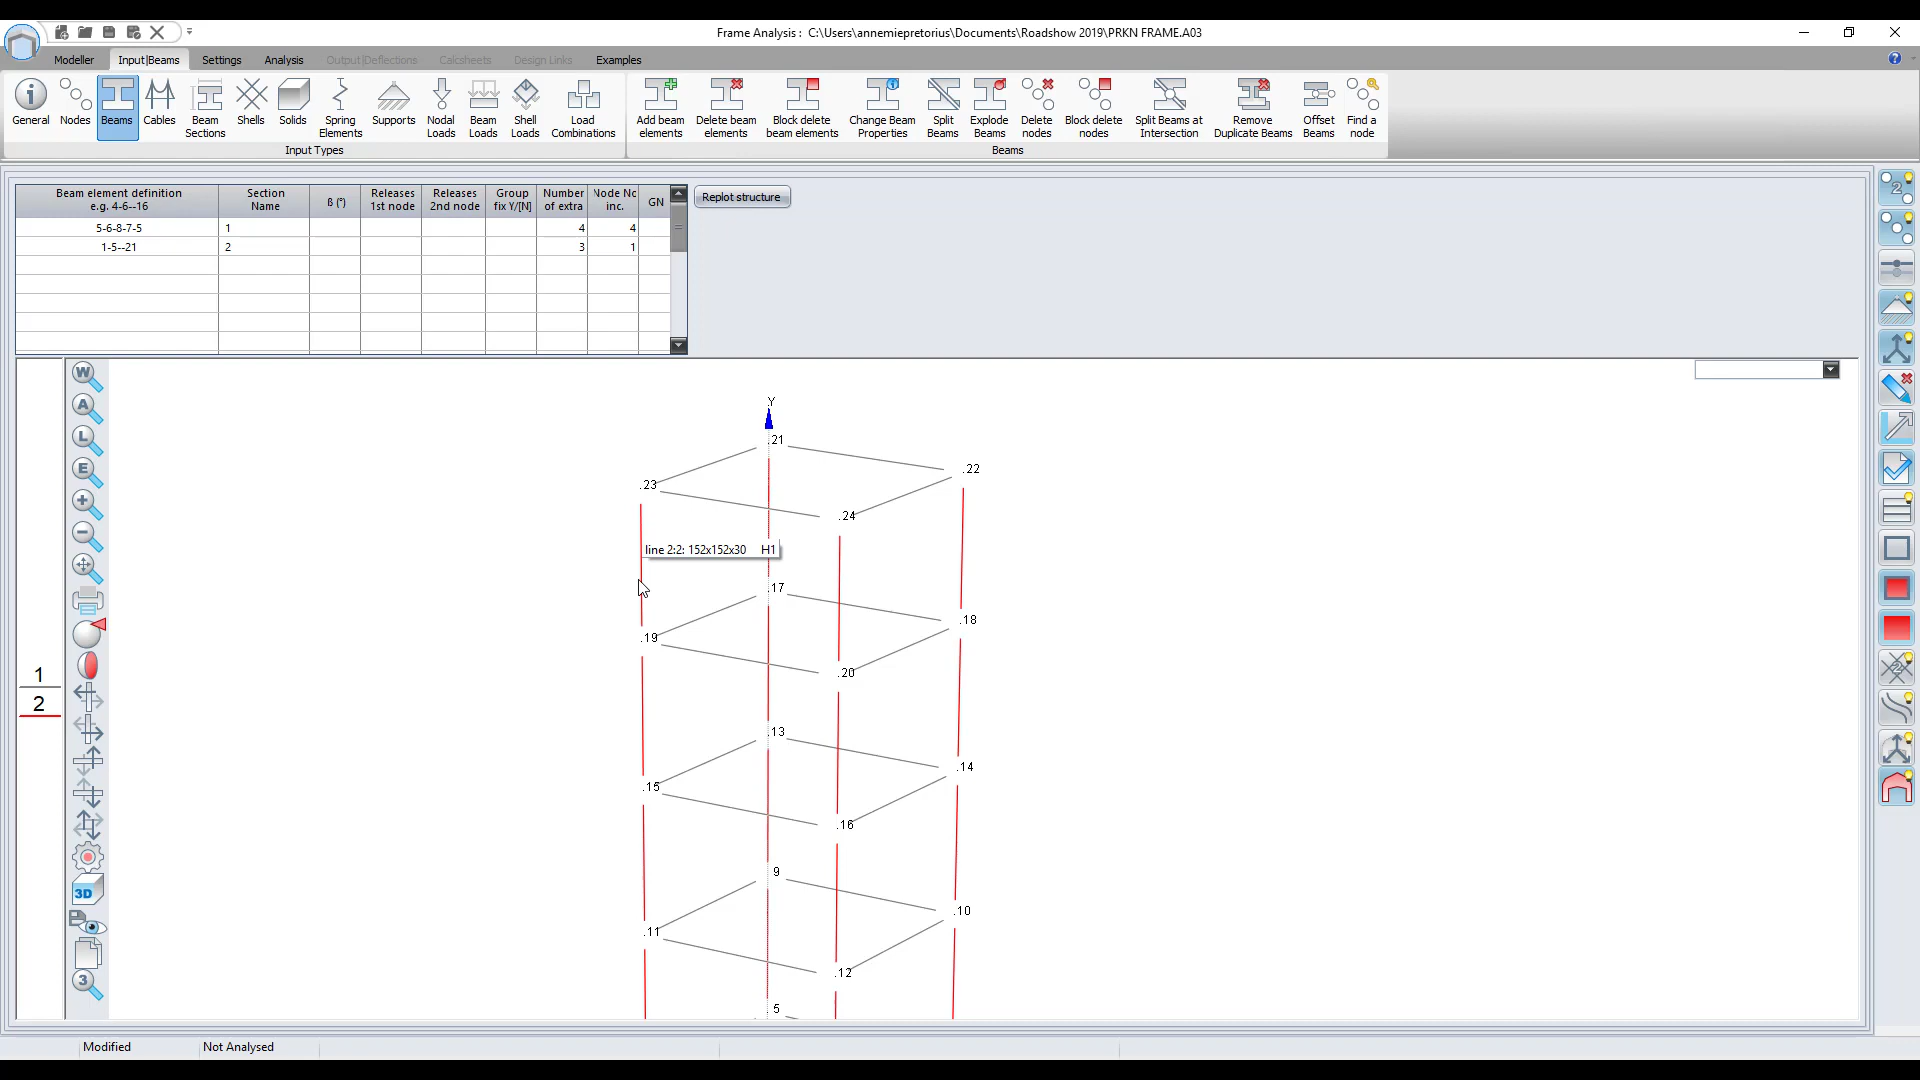 Frame Analysis : C:\Users\annemiepretorius\Documents\Roadshow 2019\PRKN FRAME.A03
Modeller
Input|Beams
Settings
Analysis
Output|Deflections
Calcsheets
Design Links
Examples
General
Nodes
Beams
Cables
Beam
Sections
Shells
Solids
Spring
Elements
Supports
Nodal
Loads
Beam
Loads
Shell
Loads
Load
Combinations
Input Types
Add beam
elements
Delete beam
elements
Block delete
beam elements
Change Beam
Properties
Split
Beams
Explode
Beams
Delete
nodes
Block delete
nodes
Split Beams at
Intersection
Remove
Duplicate Beams
Offset
Beams
Find a
node
Beams
Beam element definition
e.g. 4-6--16
Section
Name
ß (°)
Releases
1st node
Releases
2nd node
Group
fix Y/[N]
Number
of extra
Node No
inc.
GN
5-6-8-7-5 1 4 4
1-5--21 2 3 1
Replot structure
W
A
L
E
3D
3
1
2
Y
.21
.22
.23
.24
line 2:2: 152x152x30 H1
.17
.18
.19
.20
.13
.14
.15
.16
9
.10
.11
.12
5
2
2
Modified
Not Analysed